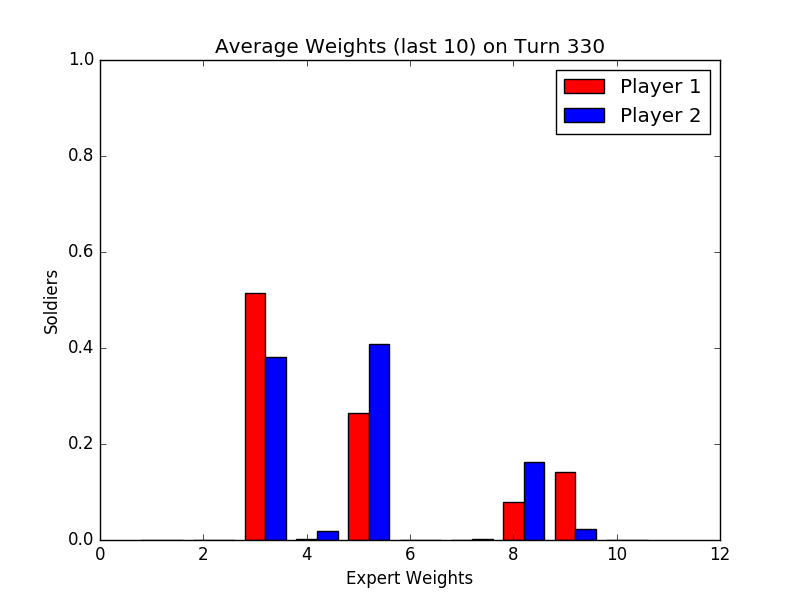 Average Weights (last 10) on Turn 330
1.0
0.8
0.6
0.4
0.2
0.0
Soldiers
Player 1
Player 2
0 2 4 6 8 10 12
Expert Weights